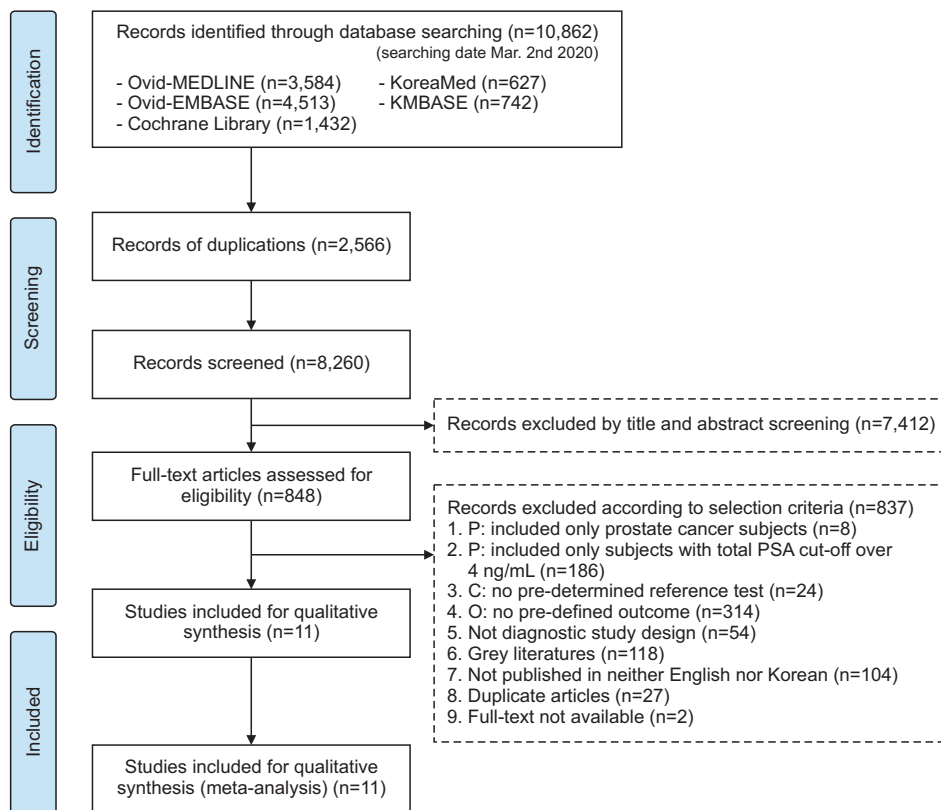 Identification
Records identified through database searching (n=10,862)
(searching date Mar. 2nd 2020)
- Ovid-MEDLINE (n=3,584)
- Ovid-EMBASE (n=4,513)
- Cochrane Library (n=1,432)
- KoreaMed (n=627)
- KMBASE (n=742)
Screening
Records of duplications (n=2,566)
Records screened (n=8,260)
Records excluded by title and abstract screening (n=7,412)
Eligibility
Full-text articles assessed for
eligibility (n=848)
Records excluded according to selection criteria (n=837)
1. P: included only prostate cancer subjects (n=8)
2. P: included only subjects with total PSA cut-off over
4 ng/mL (n=186)
3. C: no pre-determined reference test (n=24)
4. O: no pre-defined outcome (n=314)
5. Not diagnostic study design (n=54)
6. Grey literatures (n=118)
7. Not published in neither English nor Korean (n=104)
8. Duplicate articles (n=27)
9. Full-text not available (n=2)
Studies included for qualitative
synthesis (n=11)
Included
Studies included for qualitative
synthesis (meta-analysis) (n=11)